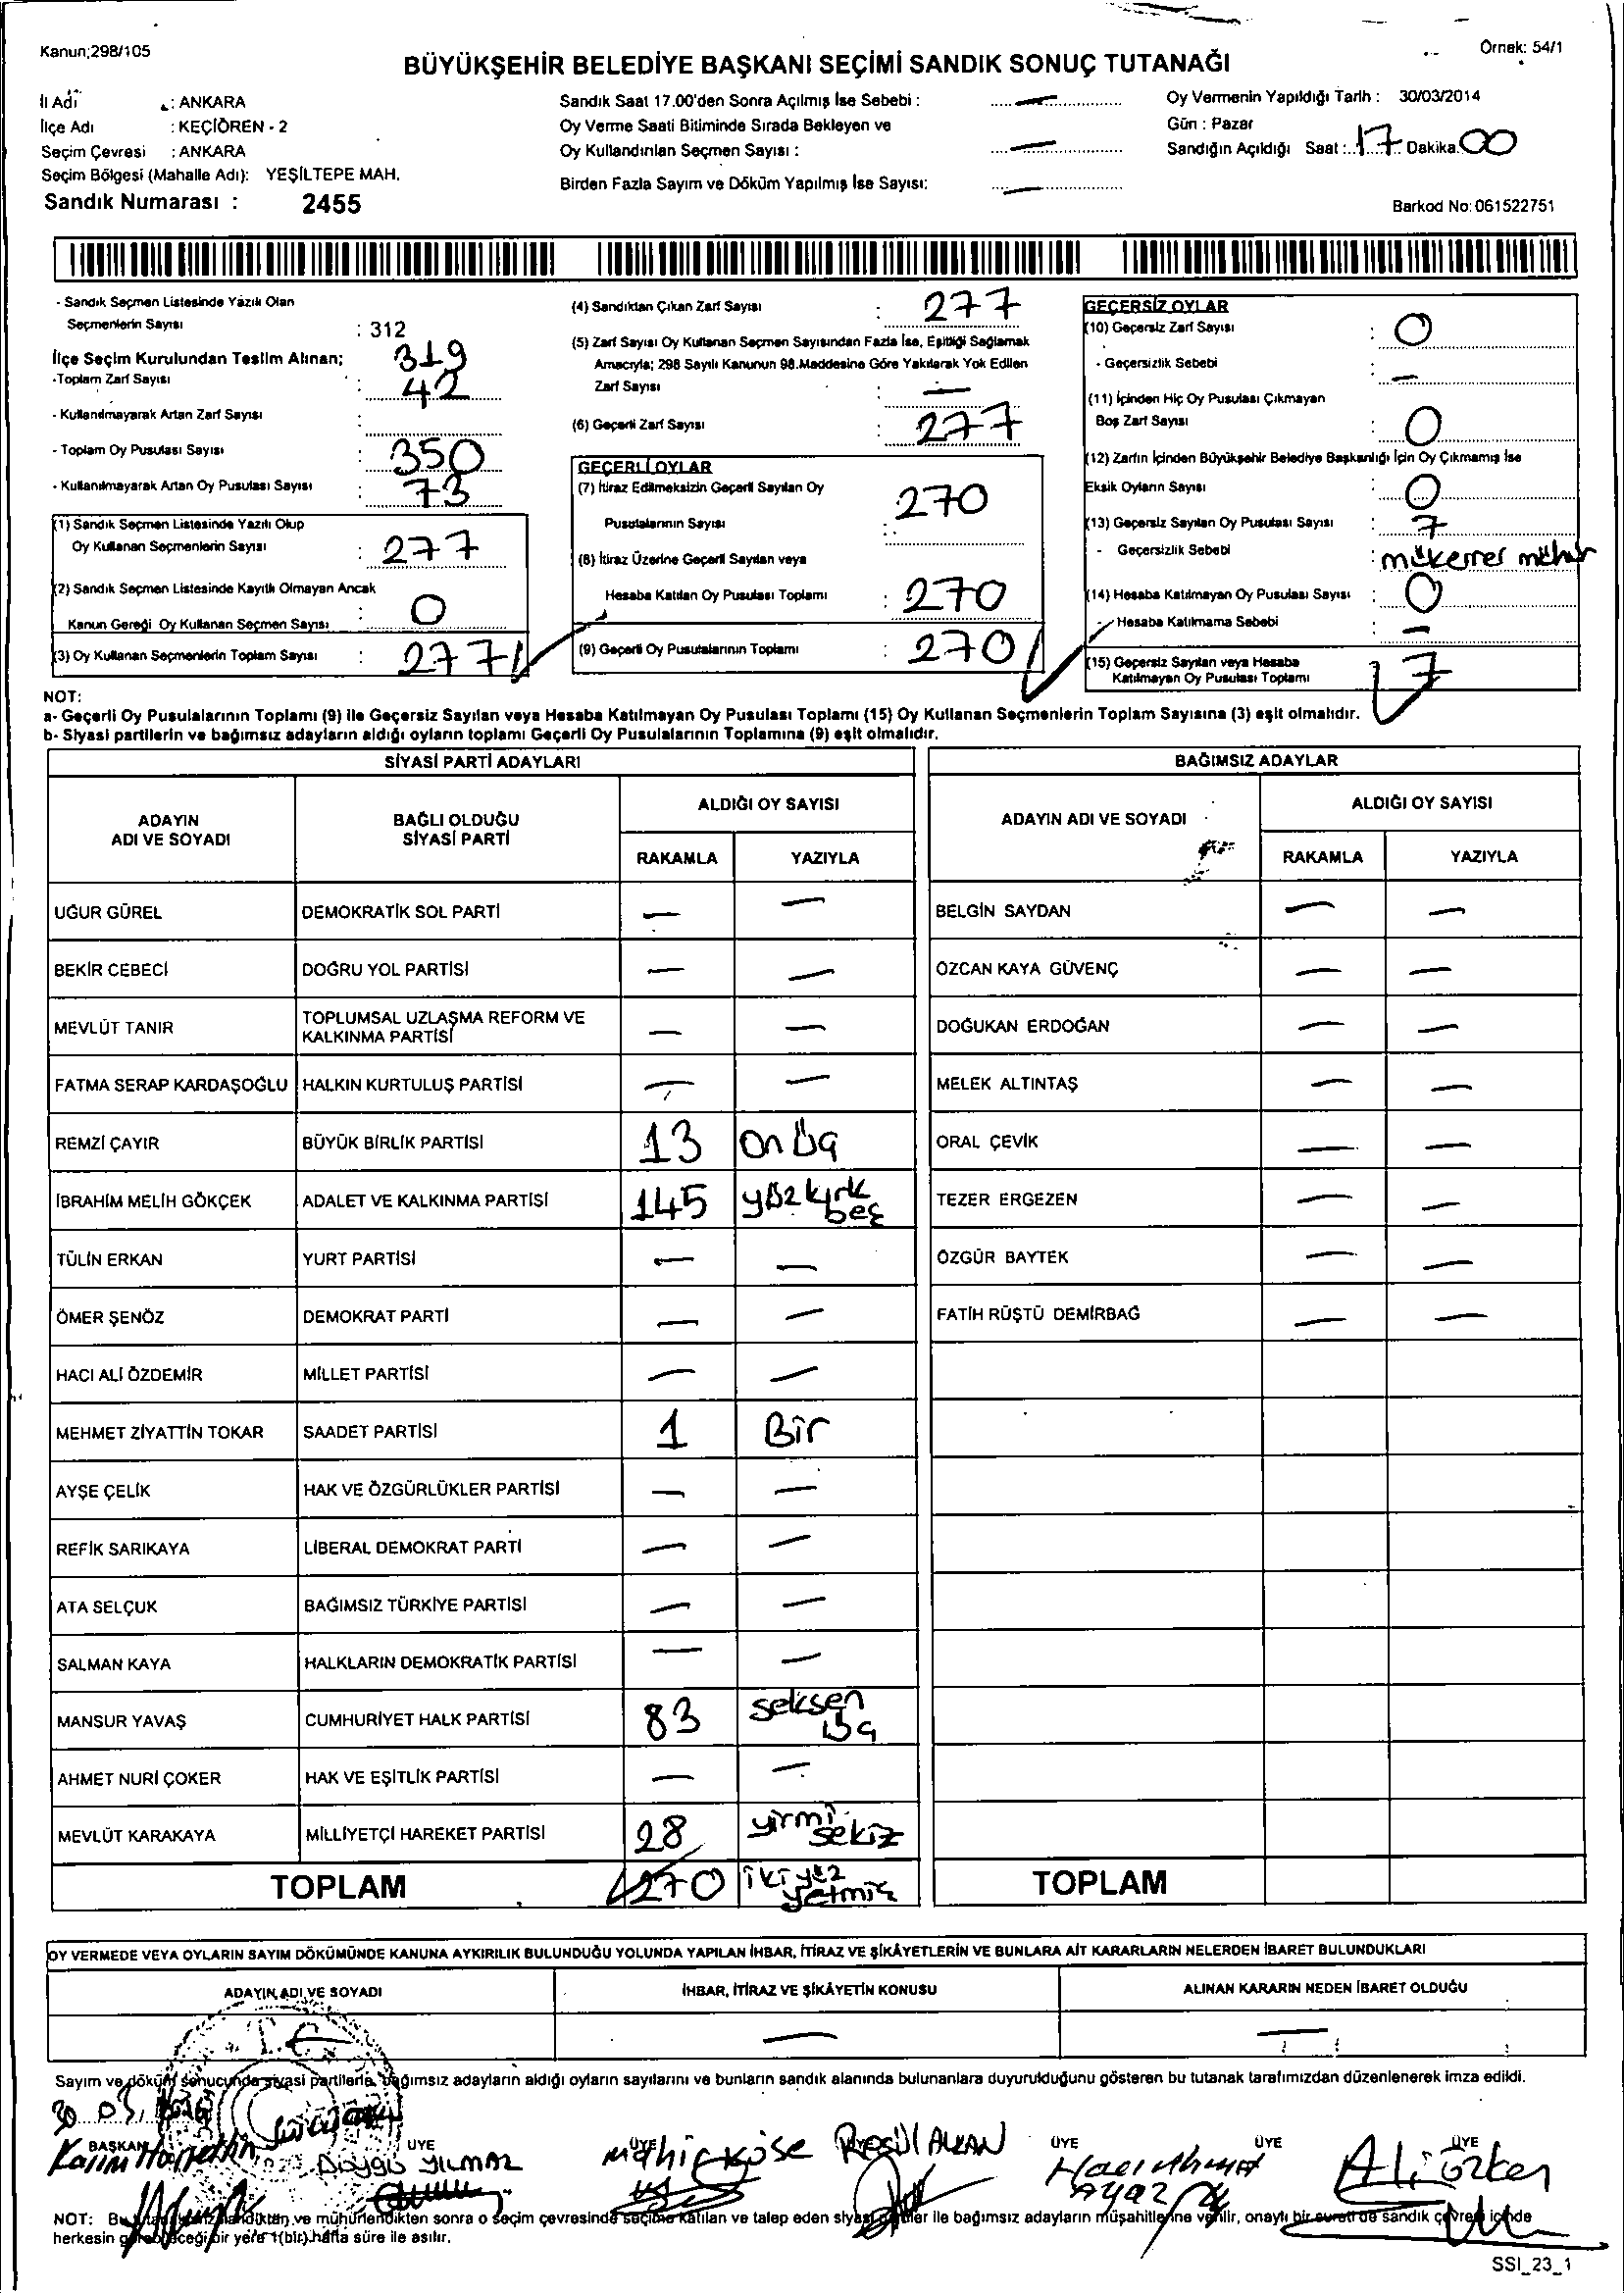 Kanun;298/105
Örnek: 54/1
BÜYÜKŞEHİR BELEDİYE BAŞKANI SEÇİMİ SANDIK SONUÇ TUTANAĞI
İl Adı : ANKARA
İlçe Adı : KEÇİÖREN - 2
Seçim Çevresi : ANKARA
Seçim Bölgesi (Mahalle Adı): YEŞİLTEPE MAH.
Sandık Numarası : 2455
Sandık Saat 17.00'den Sonra Açılmış İse Sebebi : —
Oy Verme Saati Bitiminde Sırada Bekleyen ve
Oy Kullandırılan Seçmen Sayısı : —
Birden Fazla Sayım ve Döküm Yapılmış İse Sayısı: —
Oy Vermenin Yapıldığı Tarih : 30/03/2014
Gün : Pazar
Sandığın Açıldığı Saat : 17 Dakika 00
Barkod No: 061522751
- Sandık Seçmen Listesinde Yazılı Olan
Seçmenlerin Sayısı : 312
İlçe Seçim Kurulundan Teslim Alınan; 319
-Toplam Zarf Sayısı : 42
- Kullanılmayarak Artan Zarf Sayısı :
- Toplam Oy Pusulası Sayısı : 350
- Kullanılmayarak Artan Oy Pusulası Sayısı : 73
(1) Sandık Seçmen Listesinde Yazılı Olup
Oy Kullanan Seçmenlerin Sayısı : 277
(2) Sandık Seçmen Listesinde Kayıtlı Olmayan Ancak
Kanun Gereği Oy Kullanan Seçmen Sayısı : 0
(3) Oy Kullanan Seçmenlerin Toplam Sayısı : 277
(4) Sandıktan Çıkan Zarf Sayısı : 277
(5) Zarf Sayısı Oy Kullanan Seçmen Sayısından Fazla İse, Eşitliği Sağlamak
Amacıyla; 298 Sayılı Kanunun 98.Maddesine Göre Yakılarak Yok Edilen
Zarf Sayısı : —
(6) Geçerli Zarf Sayısı : 277
GEÇERLİ OYLAR
(7) İtiraz Edilmeksizin Geçerli Sayılan Oy
Pusulalarının Sayısı : 270
(8) İtiraz Üzerine Geçerli Sayılan veya
Hesaba Katılan Oy Pusulası Toplamı : 270
(9) Geçerli Oy Pusulalarının Toplamı : 270
GEÇERSİZ OYLAR
(10) Geçersiz Zarf Sayısı : 0
- Geçersizlik Sebebi : —
(11) İçinden Hiç Oy Pusulası Çıkmayan
Boş Zarf Sayısı : 0
(12) Zarfın İçinden Büyükşehir Belediye Başkanlığı İçin Oy Çıkmamış İse
Eksik Oyların Sayısı : 0
(13) Geçersiz Sayılan Oy Pusulası Sayısı : 7
- Geçersizlik Sebebi : mükerrer mühür
(14) Hesaba Katılmayan Oy Pusulası Sayısı : 0
- Hesaba Katılmama Sebebi : —
(15) Geçersiz Sayılan veya Hesaba
Katılmayan Oy Pusulası Toplamı : 7
NOT:
a- Geçerli Oy Pusulalarının Toplamı (9) ile Geçersiz Sayılan veya Hesaba Katılmayan Oy Pusulası Toplamı (15) Oy Kullanan Seçmenlerin Toplam Sayısına (3) eşit olmalıdır.
b- Siyasi partilerin ve bağımsız adayların aldığı oyların toplamı Geçerli Oy Pusulalarının Toplamına (9) eşit olmalıdır.
SİYASİ PARTİ ADAYLARI
ADAYIN ADI VE SOYADI
BAĞLI OLDUĞU SİYASİ PARTİ
ALDIĞI OY SAYISI
RAKAMLA YAZIYLA
UĞUR GÜREL DEMOKRATİK SOL PARTİ — —
BEKİR CEBECİ DOĞRU YOL PARTİSİ — —
MEVLÜT TANIR TOPLUMSAL UZLAŞMA REFORM VE KALKINMA PARTİSİ — —
FATMA SERAP KARDAŞOĞLU HALKIN KURTULUŞ PARTİSİ — —
REMZİ ÇAYIR BÜYÜK BİRLİK PARTİSİ 13 on üç
İBRAHİM MELİH GÖKÇEK ADALET VE KALKINMA PARTİSİ 145 yüz kırk beş
TÜLİN ERKAN YURT PARTİSİ — —
ÖMER ŞENÖZ DEMOKRAT PARTİ — —
HACI ALİ ÖZDEMİR MİLLET PARTİSİ — —
MEHMET ZİYATTİN TOKAR SAADET PARTİSİ 1 Bir
AYŞE ÇELİK HAK VE ÖZGÜRLÜKLER PARTİSİ — —
REFİK SARIKAYA LİBERAL DEMOKRAT PARTİ — —
ATA SELÇUK BAĞIMSIZ TÜRKİYE PARTİSİ — —
SALMAN KAYA HALKLARIN DEMOKRATİK PARTİSİ — —
MANSUR YAVAŞ CUMHURİYET HALK PARTİSİ 83 seksen üç
AHMET NURİ ÇOKER HAK VE EŞİTLİK PARTİSİ — —
MEVLÜT KARAKAYA MİLLİYETÇİ HAREKET PARTİSİ 28 yirmi sekiz
TOPLAM 270 iki yüz yetmiş
BAĞIMSIZ ADAYLAR
ADAYIN ADI VE SOYADI
ALDIĞI OY SAYISI
RAKAMLA YAZIYLA
BELGİN SAYDAN — —
ÖZCAN KAYA GÜVENÇ — —
DOĞUKAN ERDOĞAN — —
MELEK ALTINTAŞ — —
ORAL ÇEVİK — —
TEZER ERGEZEN — —
ÖZGÜR BAYTEK — —
FATİH RÜŞTÜ DEMİRBAĞ — —
TOPLAM
OY VERMEDE VEYA OYLARIN SAYIM DÖKÜMÜNDE KANUNA AYKIRILIK BULUNDUĞU YOLUNDA YAPILAN İHBAR, İTİRAZ VE ŞİKÂYETLERİN VE BUNLARA AİT KARARLARIN NELERDEN İBARET BULUNDUKLARI
ADAYIN ADI VE SOYADI İHBAR, İTİRAZ VE ŞİKÂYETİN KONUSU ALINAN KARARIN NEDEN İBARET OLDUĞU
— — —
T.C.
Sayım ve döküm sonucunda siyasi partilerle, bağımsız adayların aldığı oyların sayılarını ve bunların sandık alanında bulunanlara duyurulduğunu gösteren bu tutanak tarafımızdan düzenlenerek imza edildi.
30 03
BAŞKAN ÜYE ÜYE ÜYE ÜYE ÜYE
Duygu YILMAZ Mahir Köse Resül ALKAN Hacı Ahmet Ayaz Ali özker
NOT: Bu tutanak imzalandıktan ve mühürlendikten sonra o seçim çevresinde seçime katılan ve talep eden siyasi partiler ile bağımsız adayların müşahitlerine verilir, onaylı bir sureti de sandık çevresi içinde
herkesin görebileceği bir yere 1(bir) hafta süre ile asılır.
SSI_23_1